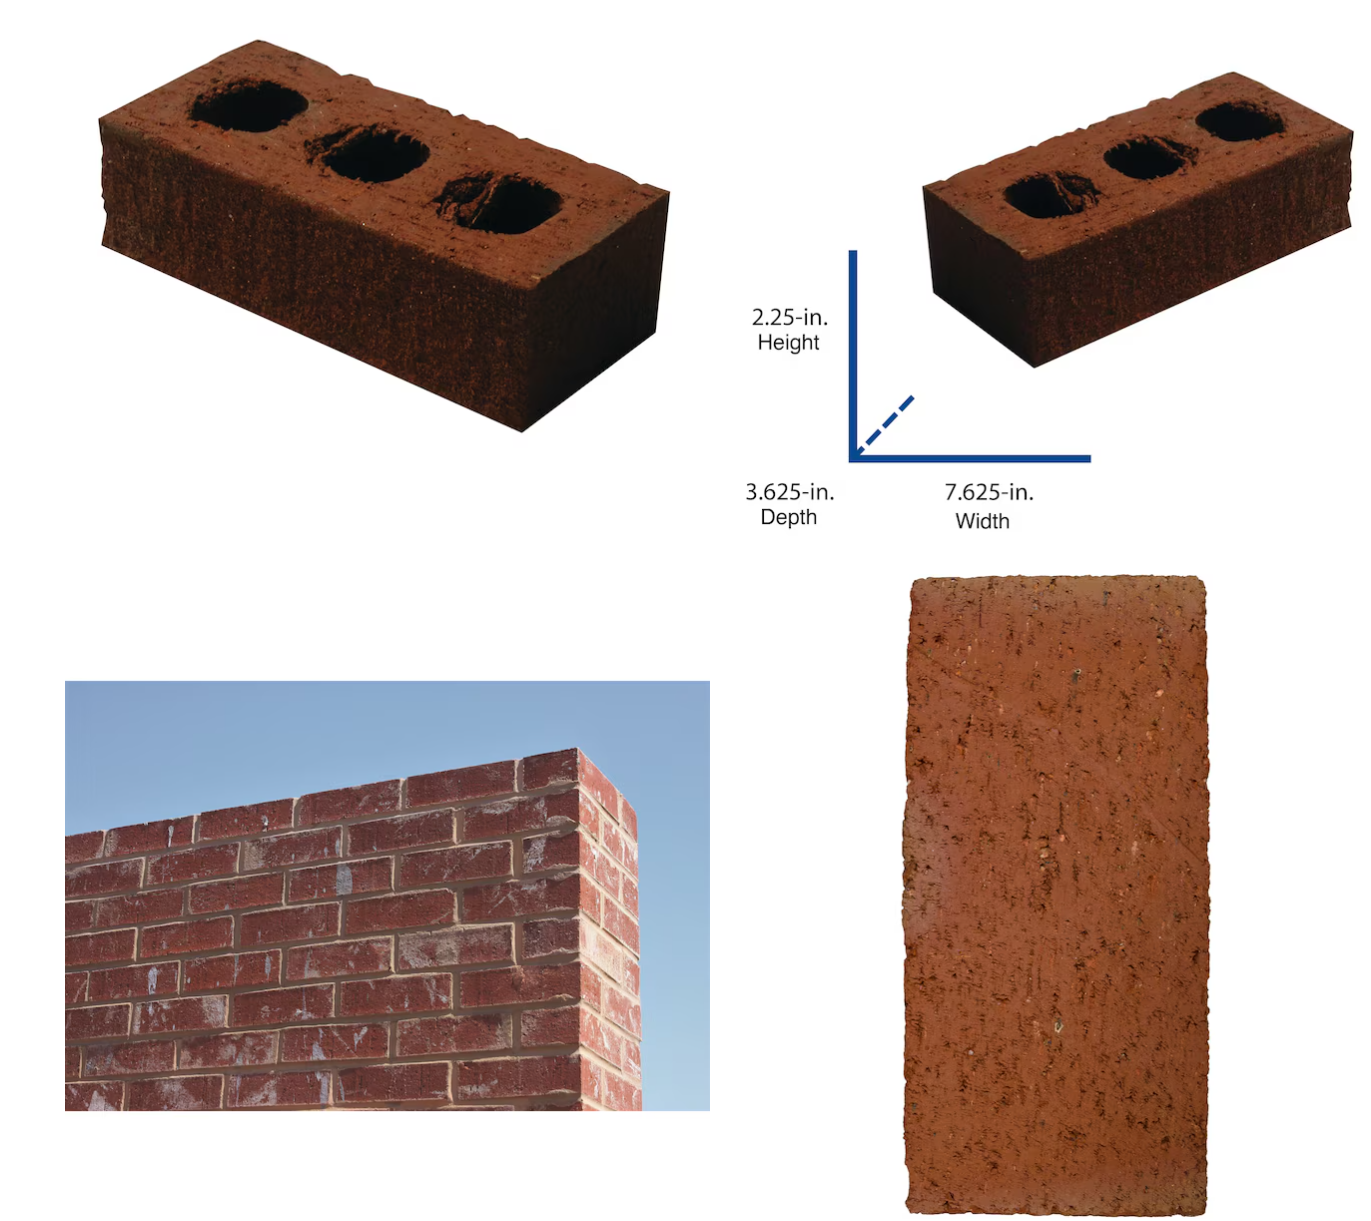 2.25-in.
Height
3.625-in.
Depth
7.625-in.
Width